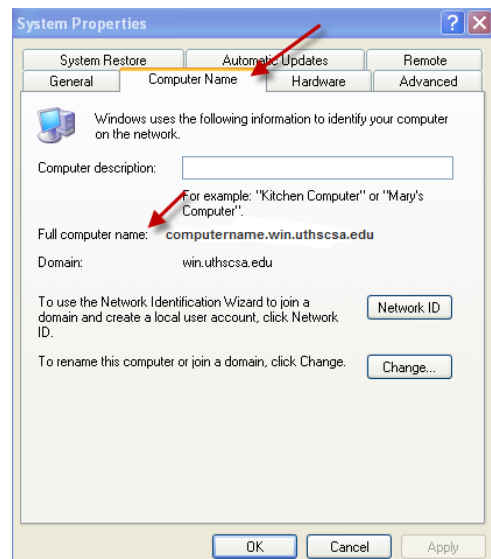 System Properties
System Restore Automatic Updates Remote
General Computer Name Hardware Advanced
Windows uses the following information to identify your computer
on the network.
Computer description:
For example: "Kitchen Computer" or "Mary's
Computer".
Full computer name: computername.win.uthscsa.edu
Domain: win.uthscsa.edu
To use the Network Identification Wizard to join a
domain and create a local user account, click Network
ID.
Network ID
To rename this computer or join a domain, click Change.
Change...
OK Cancel Apply